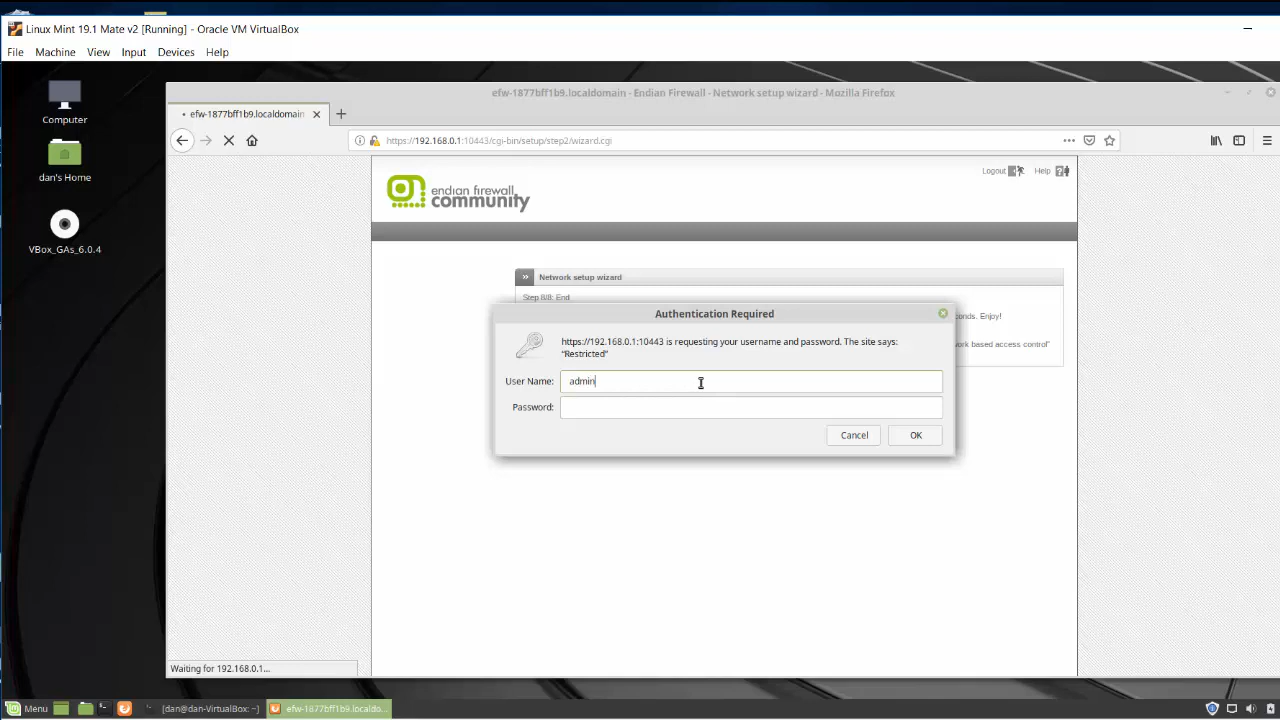 Linux Mint 19.1 Mate v2 [Running] - Oracle VM VirtualBox
File Machine View Input Devices Help
efw-1877bff1b9.localdomain - Endian Firewall - Network setup wizard - Mozilla Firefox
Computer
efw-1877bff1b9.localdomain
https://192.168.0.1:10443/cgi-bin/setup/step2/wizard.cgi
dan's Home
Logout Help
endian firewall
community
VBox_GAs_6.0.4
Network setup wizard
Step 8/8: End
Authentication Required
conds. Enjoy!
https://192.168.0.1:10443 is requesting your username and password. The site says:
"Restricted"
work based access control"
User Name: admin
Password:
Cancel OK
Waiting for 192.168.0.1...
Menu [dan@dan-VirtualBox: ~] efw-1877bff1b9.localdo...